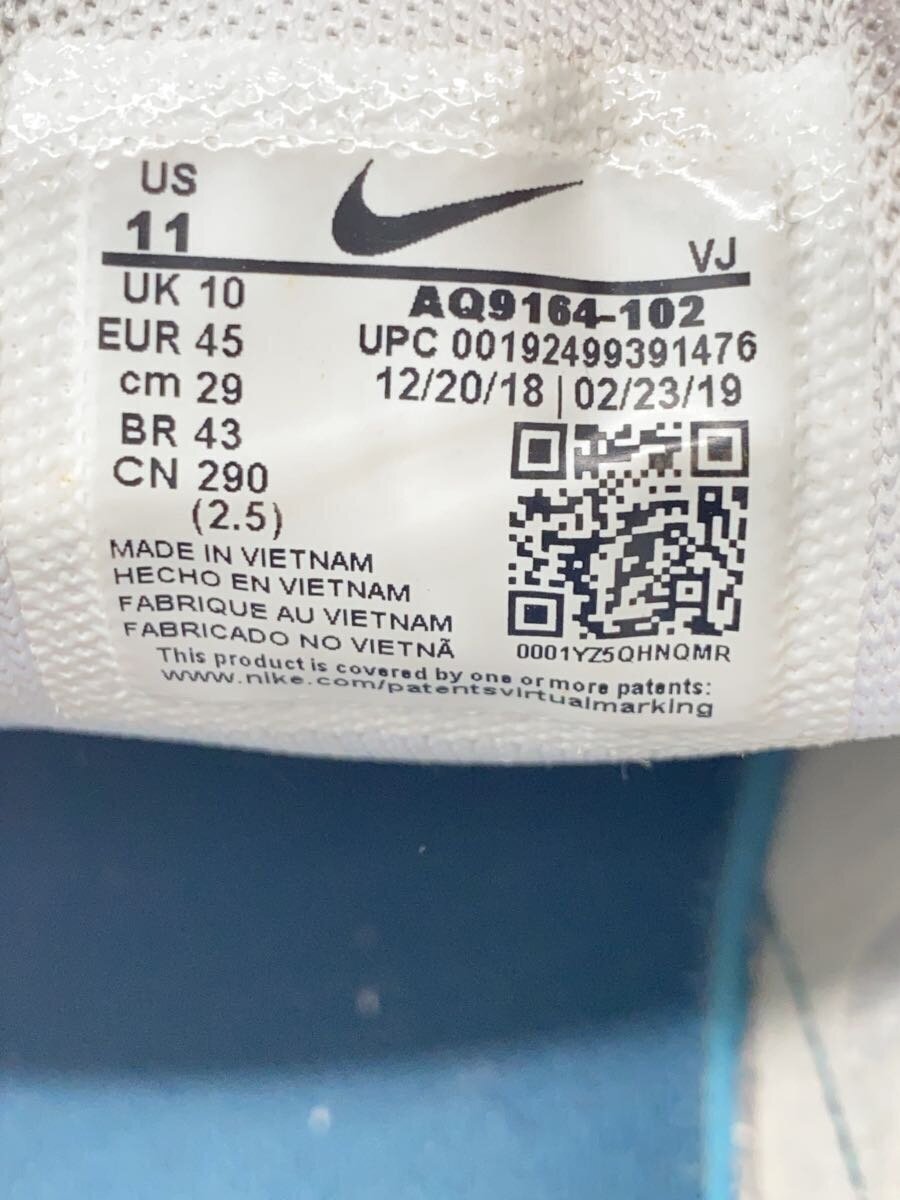 US
11
VJ
UK 10
AQ9164-102
EUR 45
UPC 00192499391476
cm 29
12/20/18 | 02/23/19
BR 43
CN 290
(2.5)
MADE IN VIETNAM
HECHO EN VIETNAM
FABRIQUE AU VIETNAM
FABRICADO NO VIETNÃ
0001YZ5QHNQMR
This product is covered by one or more patents:
www.nike.com/patentsvirtualmarking